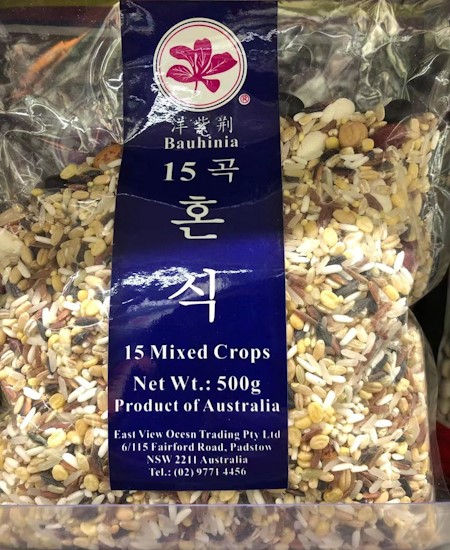 ®
洋紫荆
Bauhinia
15 곡
혼
식
15 Mixed Crops
Net Wt.: 500g
Product of Australia
East View Ocesn Trading Pty Ltd
6/115 Fairford Road, Padstow
NSW 2211 Australia
Tel.: (02) 9771 4456